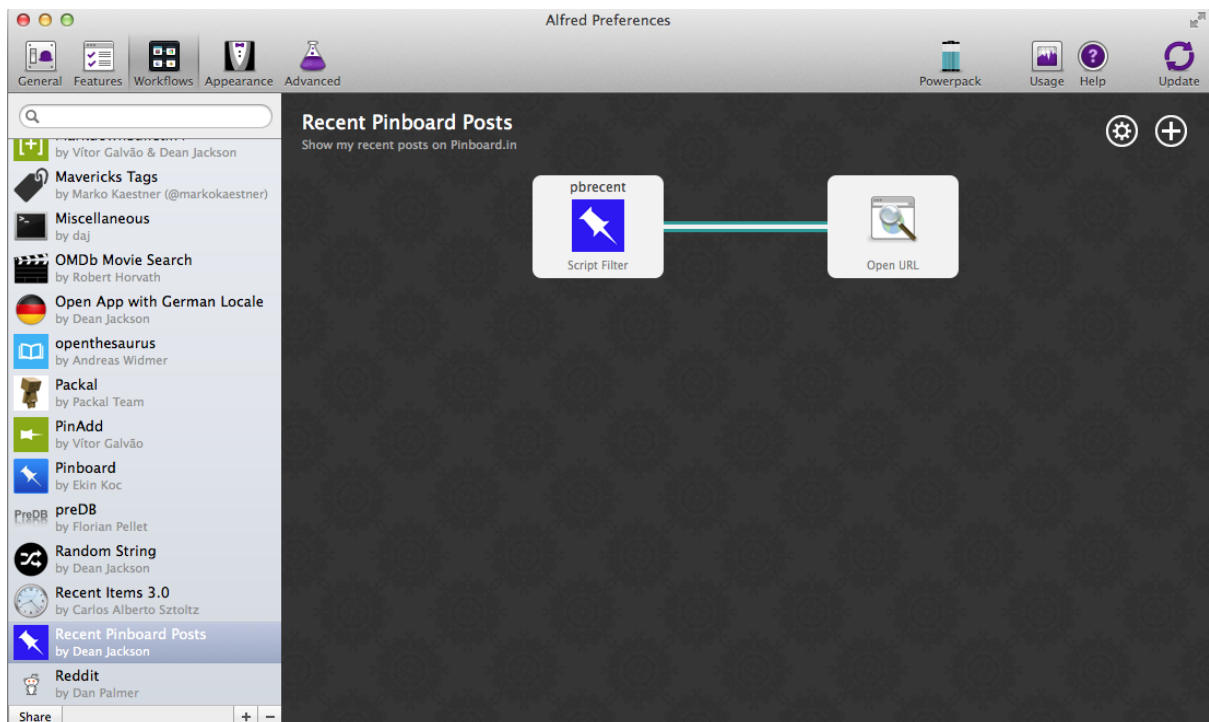 Alfred Preferences
General Features Workflows Appearance Advanced
Powerpack Usage Help Update
by Vítor Galvão & Dean Jackson
Mavericks Tags
by Marko Kaestner (@markokaestner)
Miscellaneous
by daj
OMDb Movie Search
by Robert Horvath
Open App with German Locale
by Dean Jackson
openthesaurus
by Andreas Widmer
Packal
by Packal Team
PinAdd
by Vítor Galvão
Pinboard
by Ekin Koc
PreDB
preDB
by Florian Pellet
Random String
by Dean Jackson
Recent Items 3.0
by Carlos Alberto Sztoltz
Recent Pinboard Posts
by Dean Jackson
Reddit
by Dan Palmer
Share + −
Recent Pinboard Posts
Show my recent posts on Pinboard.in
pbrecent
Script Filter
Open URL